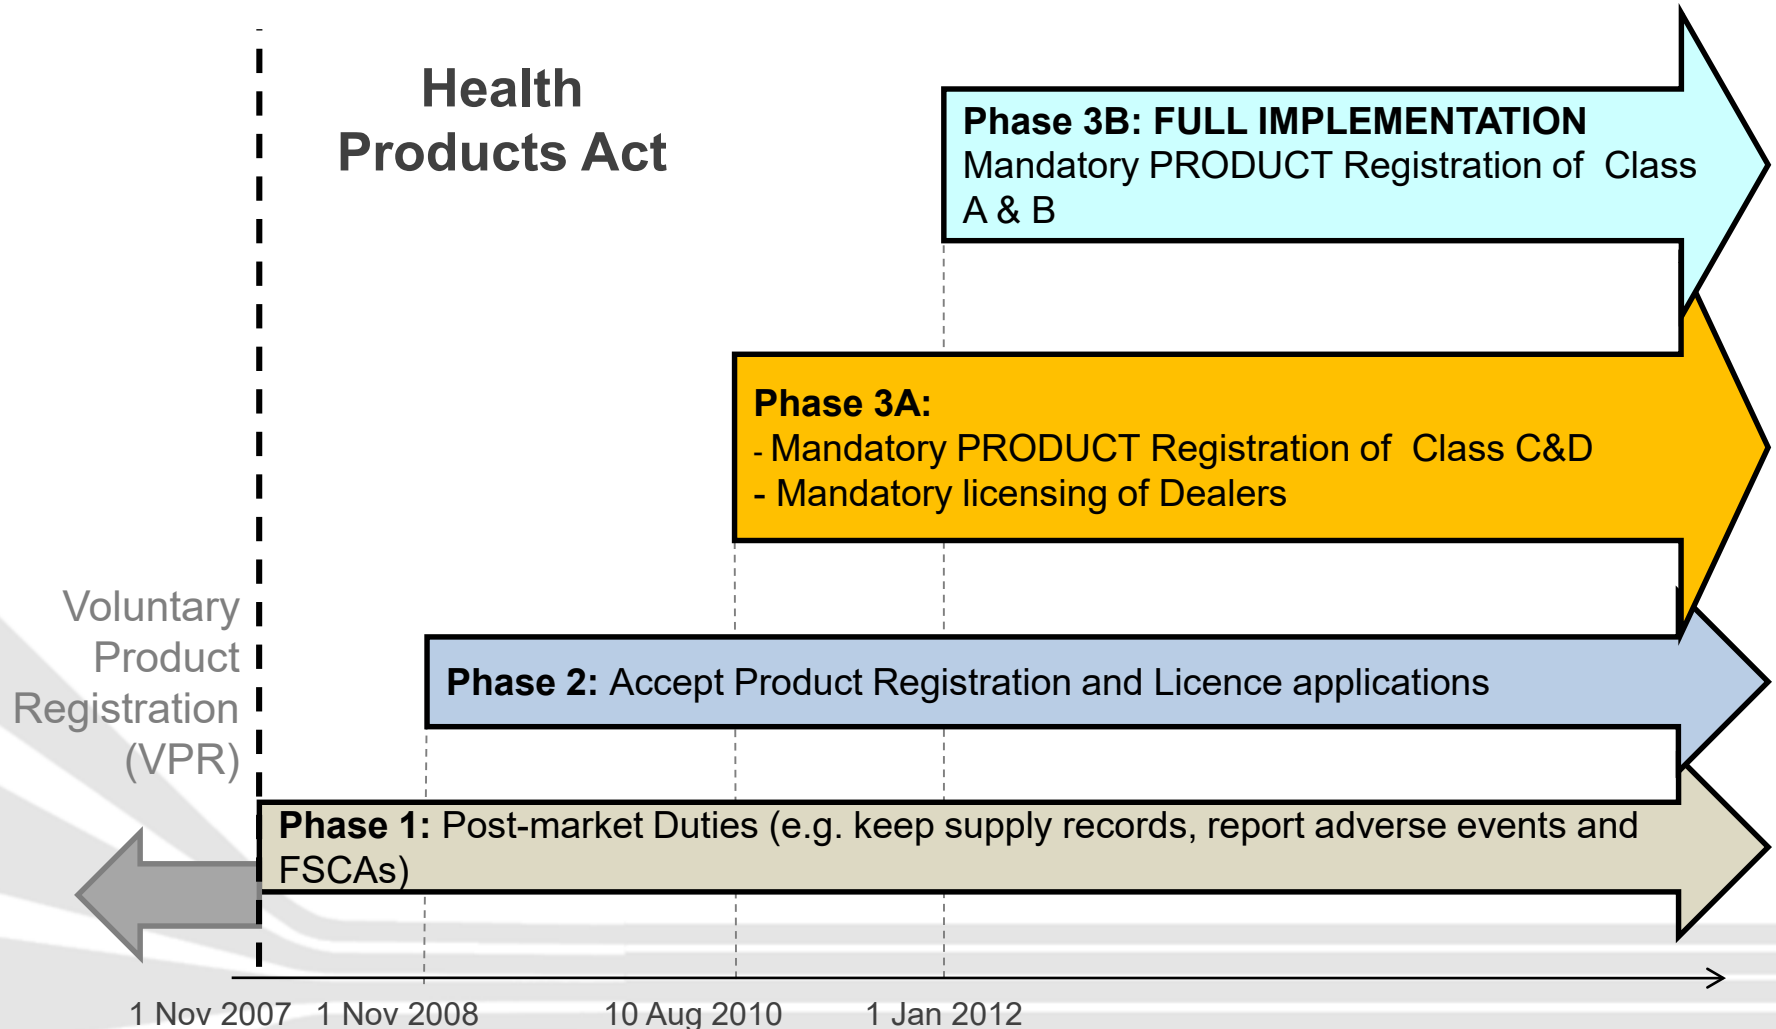 Health
Products Act
Phase 3B: FULL IMPLEMENTATION
Mandatory PRODUCT Registration of  Class
A & B
Phase 3A:
- Mandatory PRODUCT Registration of  Class C&D
- Mandatory licensing of Dealers
Voluntary
Product
Registration
(VPR)
Phase 2: Accept Product Registration and Licence applications
Phase 1: Post-market Duties (e.g. keep supply records, report adverse events and
FSCAs)
1 Nov 2007 1 Nov 2008 10 Aug 2010 1 Jan 2012